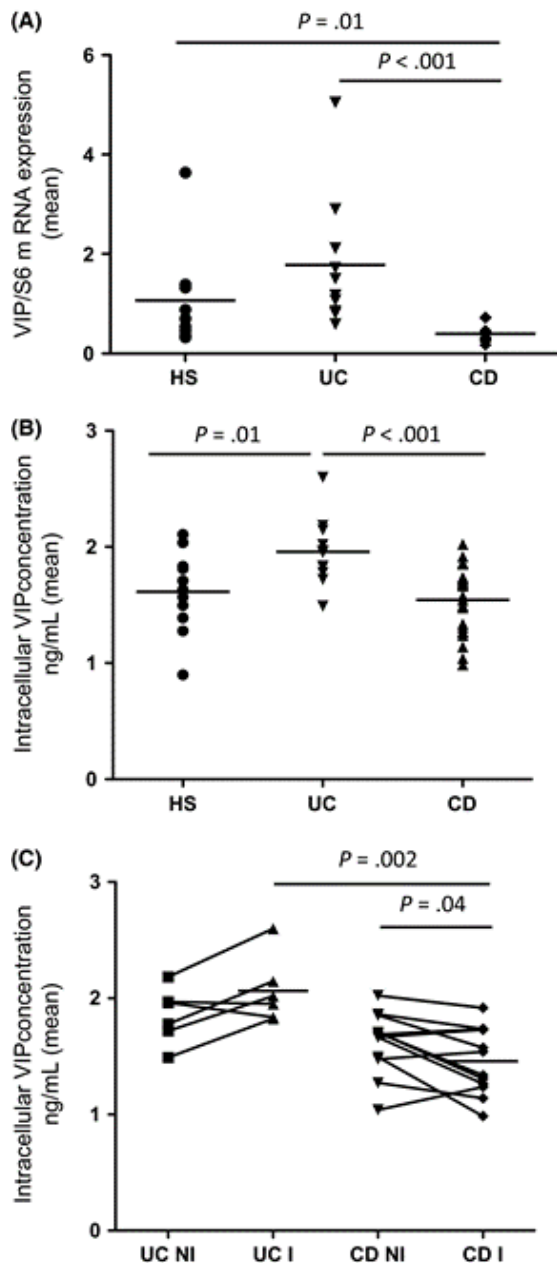 (A)
P = .01
P < .001
VIP/S6 m RNA expression
(mean)
6
4
2
0
HS UC CD
(B)
P = .01
P < .001
Intracellular VIPconcentration
ng/mL (mean)
3
2
1
0
HS UC CD
(C)
P = .002
P = .04
Intracellular VIPconcentration
ng/mL (mean)
3
2
1
0
UC NI UC I CD NI CD I